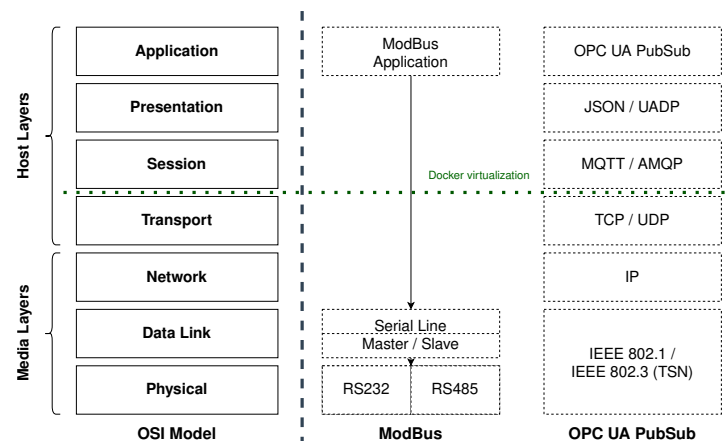 Host Layers
Media Layers
Application
Presentation
Session
Transport
Network
Data Link
Physical
OSI Model
ModBus
Application
Docker virtualization
Serial Line
Master / Slave
RS232
RS485
ModBus
OPC UA PubSub
JSON / UADP
MQTT / AMQP
TCP / UDP
IP
IEEE 802.1 /
IEEE 802.3 (TSN)
OPC UA PubSub